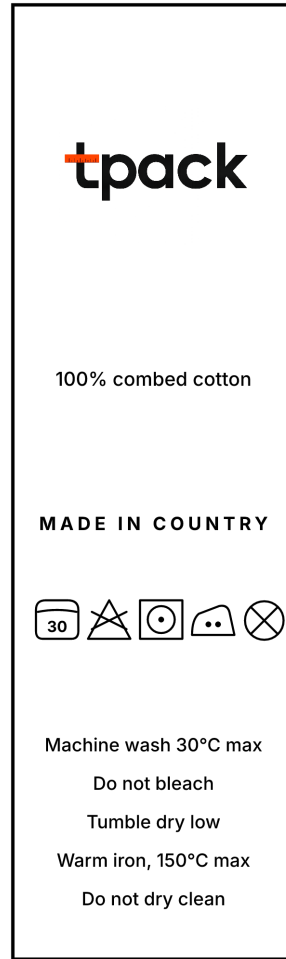 tpack
100% combed cotton
MADE IN COUNTRY
30
Machine wash 30°C max
Do not bleach
Tumble dry low
Warm iron, 150°C max
Do not dry clean